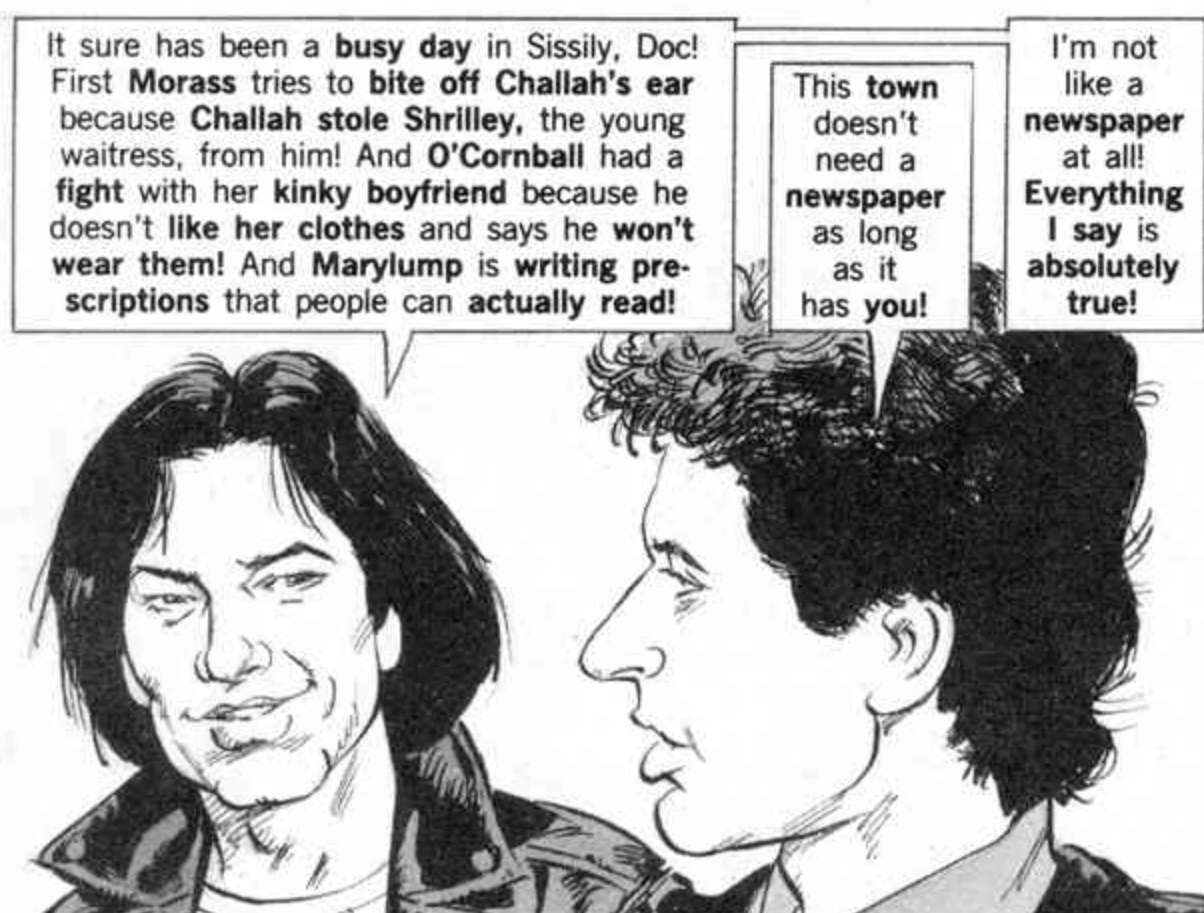 It sure has been a busy day in Sissily, Doc!
First Morass tries to bite off Challah's ear
because Challah stole Shrilley, the young
waitress, from him! And O'Cornball had a
fight with her kinky boyfriend because he
doesn't like her clothes and says he won't
wear them! And Marylump is writing pre-
scriptions that people can actually read!
This town
doesn't
need a
newspaper
as long
as it
has you!
I'm not
like a
newspaper
at all!
Everything
I say is
absolutely
true!